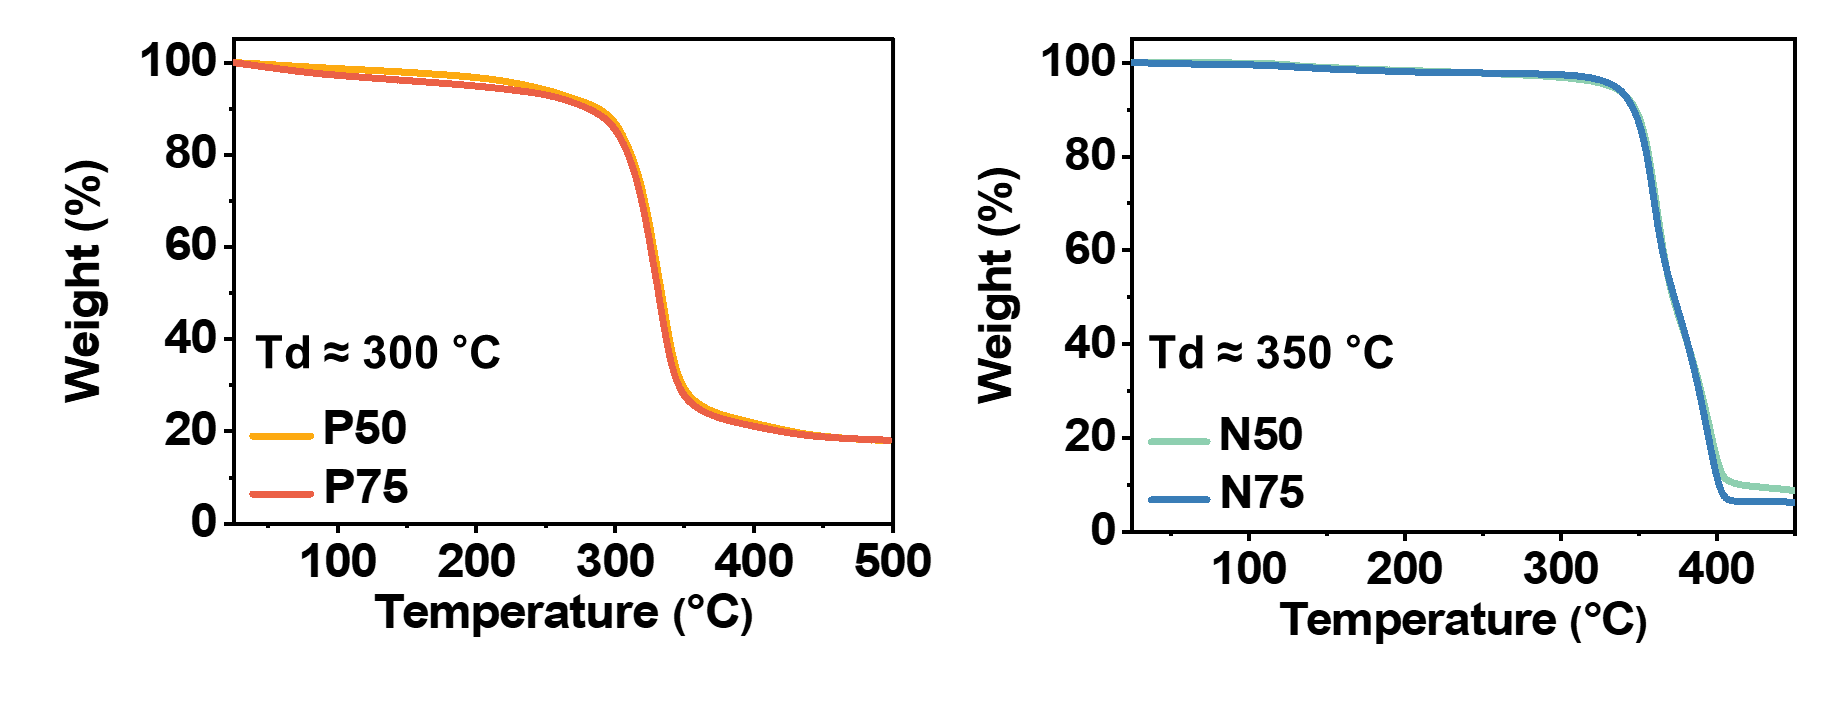 100
80
60
40
20
0
Weight (%)
Td ≈ 300 °C
P50
P75
100 200 300 400 500
Temperature (°C)
100
80
60
40
20
0
Weight (%)
Td ≈ 350 °C
N50
N75
100 200 300 400
Temperature (°C)